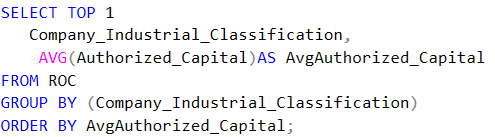 SELECT TOP 1
Company_Industrial_Classification,
AVG(Authorized_Capital)AS AvgAuthorized_Capital
FROM ROC
GROUP BY (Company_Industrial_Classification)
ORDER BY AvgAuthorized_Capital;